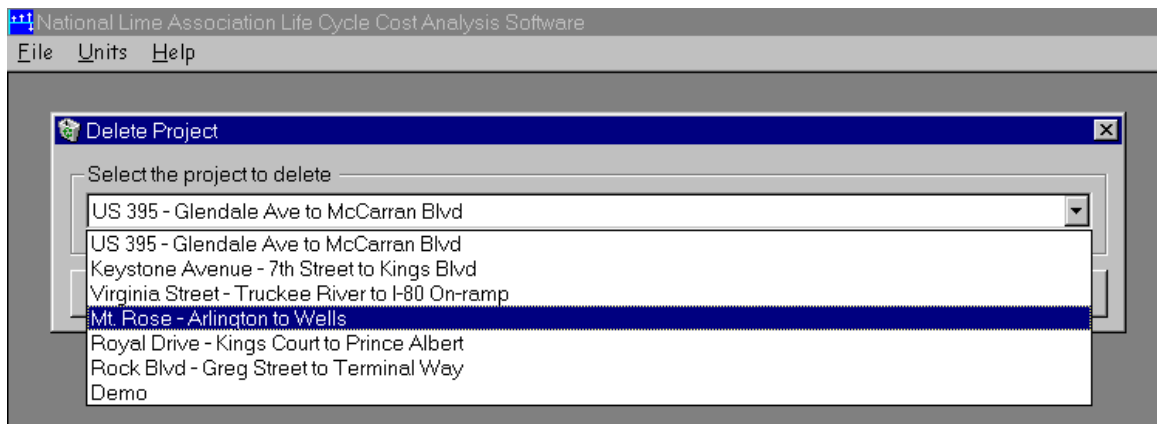 National Lime Association Life Cycle Cost Analysis Software
File Units Help
Delete Project
Select the project to delete
US 395 - Glendale Ave to McCarran Blvd
US 395 - Glendale Ave to McCarran Blvd
Keystone Avenue - 7th Street to Kings Blvd
Virginia Street - Truckee River to I-80 On-ramp
Mt. Rose - Arlington to Wells
Royal Drive - Kings Court to Prince Albert
Rock Blvd - Greg Street to Terminal Way
Demo